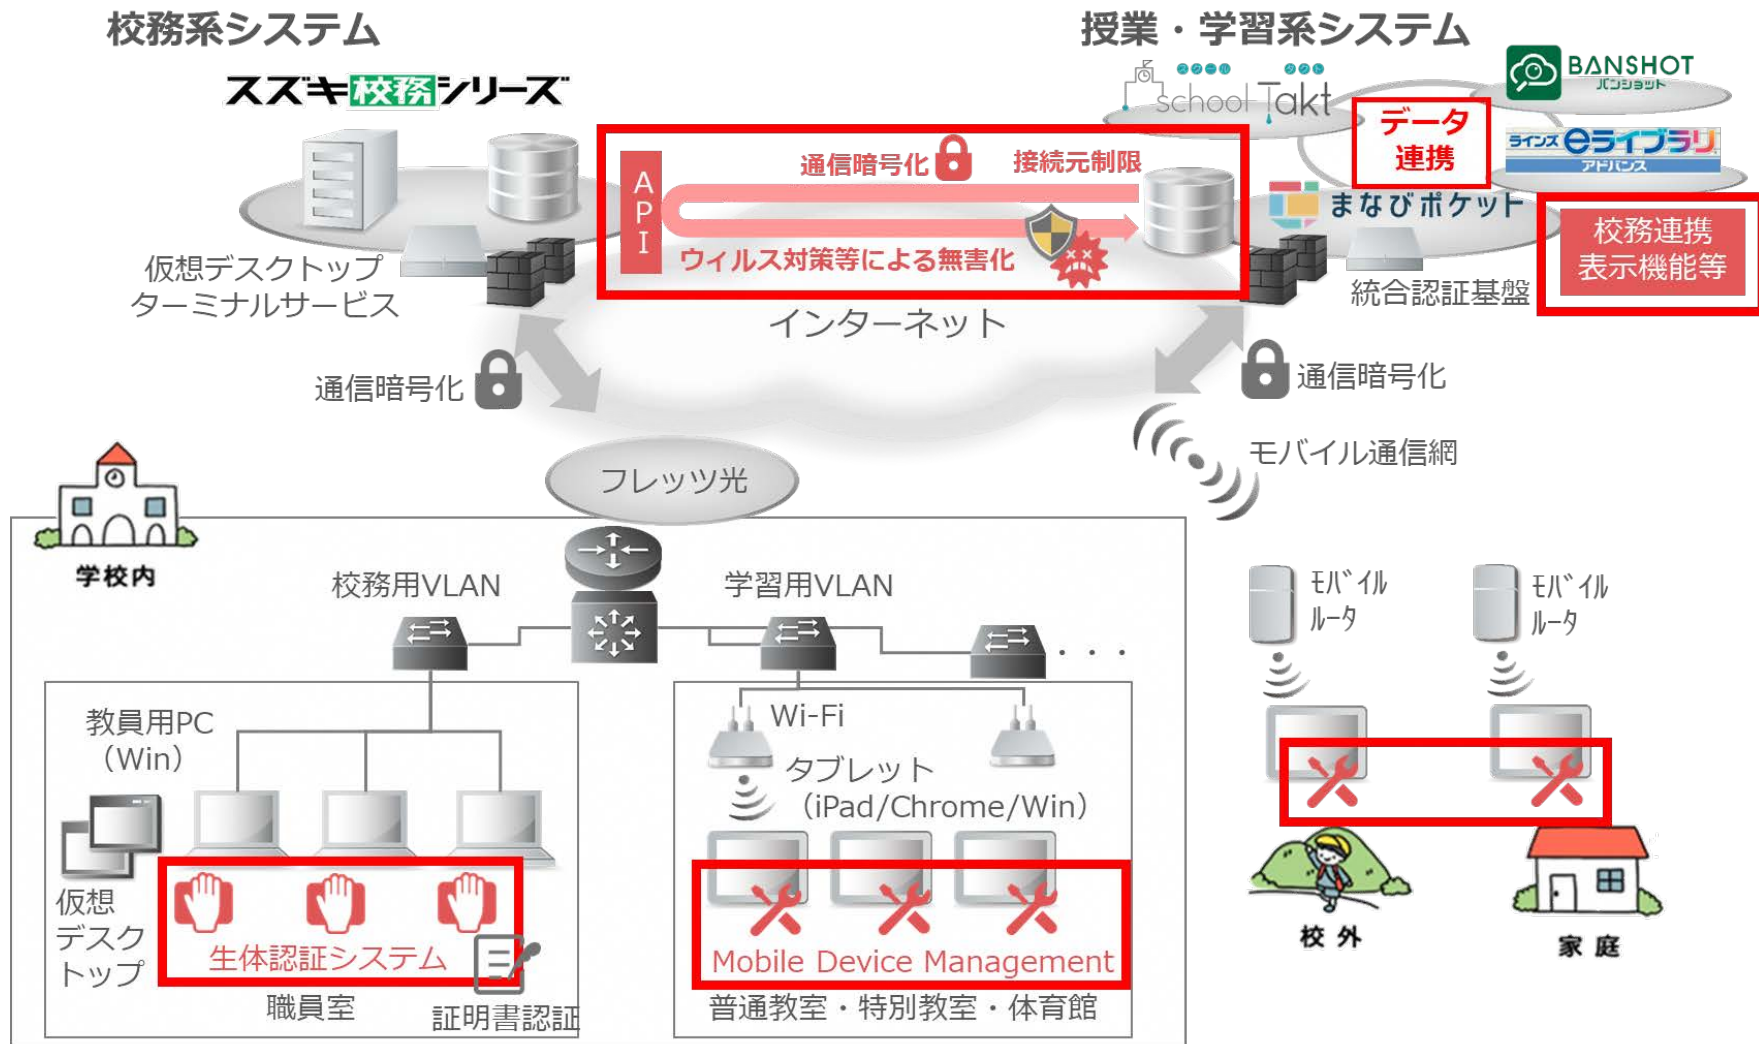 校務系システム
授業・学習系システム
スズキ校務シリーズ
スクール タクト
school Takt
BANSHOT
バンショット
データ
連携
ラインズ eライブラリ
アドバンス
API
通信暗号化
接続元制限
ウィルス対策等による無害化
まなびポケット
校務連携
表示機能等
仮想デスクトップ
ターミナルサービス
統合認証基盤
インターネット
通信暗号化
通信暗号化
モバイル通信網
フレッツ光
学校内
校務用VLAN
学習用VLAN
・・・
ﾓﾊﾞｲﾙ
ﾙｰﾀ
ﾓﾊﾞｲﾙ
ﾙｰﾀ
教員用PC
（Win）
Wi-Fi
タブレット
（iPad/Chrome/Win）
仮想
デスク
トップ
生体認証システム
職員室
証明書認証
Mobile Device Management
普通教室・特別教室・体育館
校外
家庭